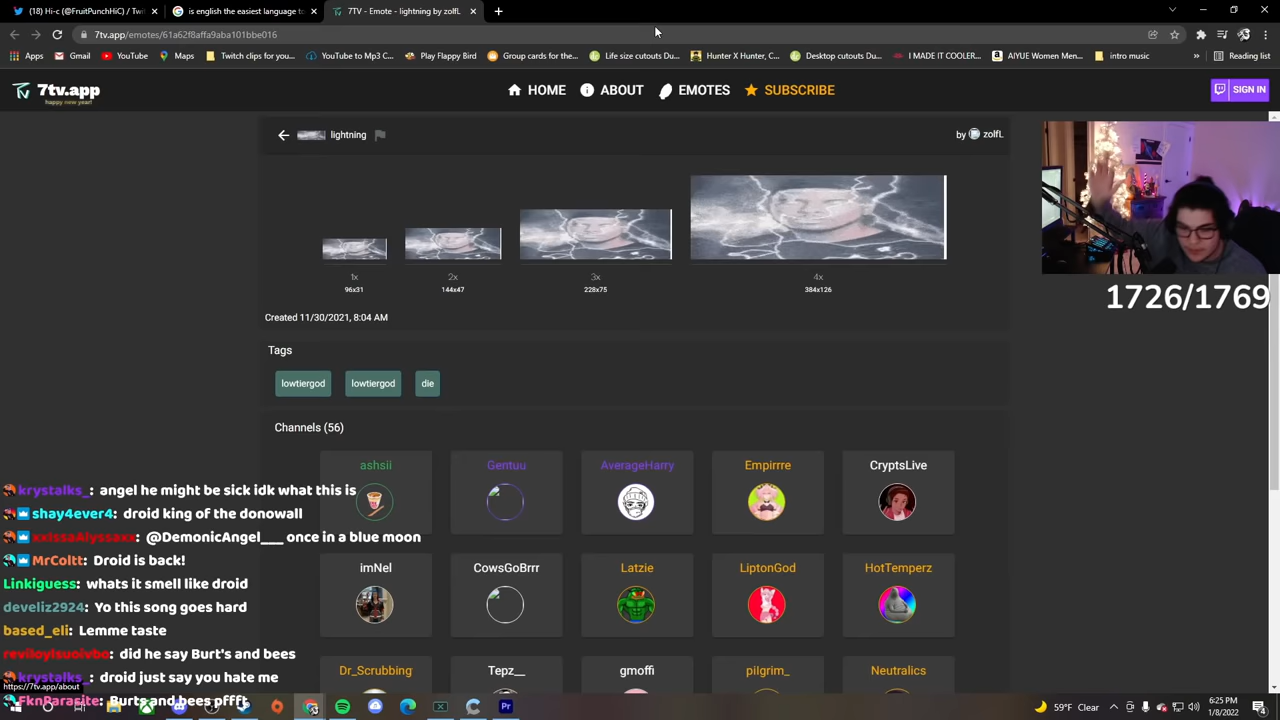 (18) Hi-c (@FruitPunchHiC) / Twit
is english the easiest language to
7TV - Emote - lightning by zolfL
7tv.app/emotes/61a62f8affa9aba101bbe016
Apps
Gmail
YouTube
Maps
Twitch clips for yo...
YouTube to Mp3 C...
Play Flappy Bird
Group cards for the...
Life size cutouts Du...
Hunter X Hunter, C...
Desktop cutouts Du...
I MADE IT COOLER...
AIYUE Women Men...
intro music
Reading list
7tv.app
happy new year!
HOME
ABOUT
EMOTES
SUBSCRIBE
SIGN IN
lightning
by zolfL
1x
96x31
2x
144x47
3x
228x75
4x
384x126
1726/1769
Created 11/30/2021, 8:04 AM
Tags
lowtiergod
lowtiergod
die
Channels (56)
ashsii
Gentuu
AverageHarry
Empirrre
CryptsLive
imNel
CowsGoBrrr
Latzie
LiptonGod
HotTemperz
Dr_Scrubbing
Tepz__
gmoffi
pilgrim_
Neutralics
krystalks_: angel he might be sick idk what this is
shay4ever4: droid king of the donowall
xxIssaAlyssaxx: @DemonicAngel___ once in a blue moon
MrColtt: Droid is back!
Linkiguess: whats it smell like droid
develiz2924: Yo this song goes hard
based_eli: Lemme taste
reviloylsuoivbo: did he say Burt's and bees
krystalks_: droid just say you hate me
https://7tv.app/about
FknParasite: Burts and bees pffft
59°F Clear
6:25 PM
1/8/2022